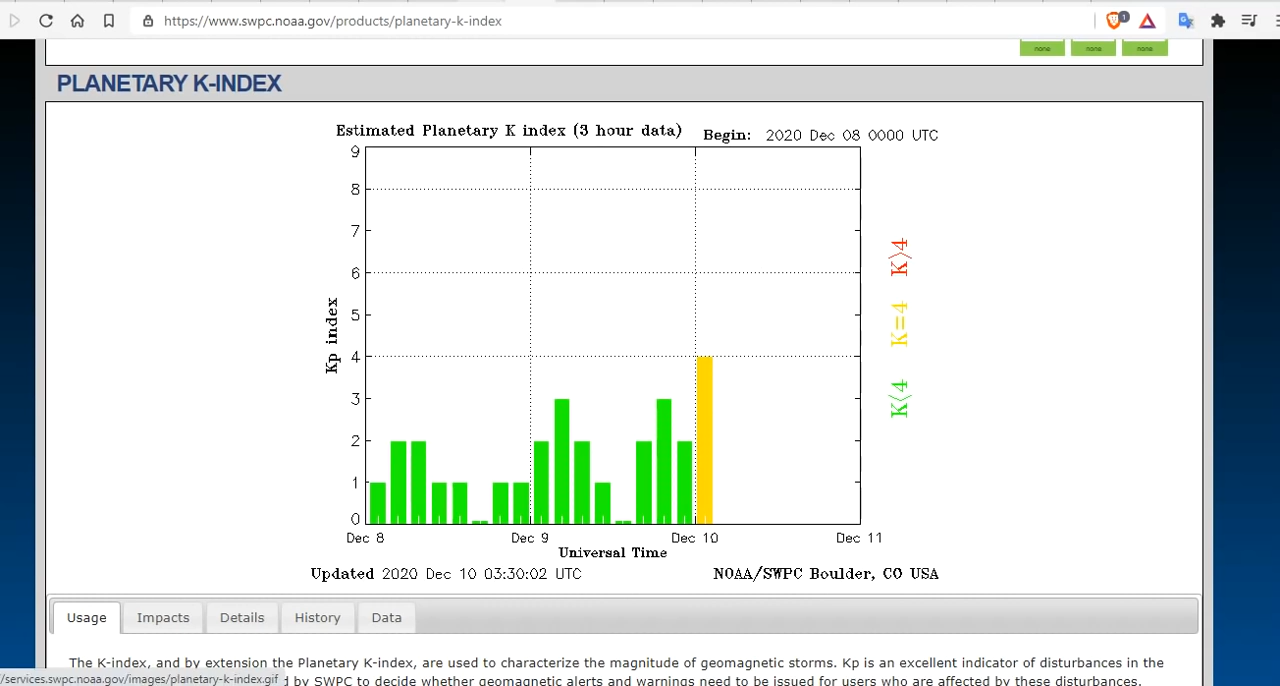 https://www.swpc.noaa.gov/products/planetary-k-index
1
none none none
PLANETARY K-INDEX
Estimated Planetary K index (3 hour data) Begin: 2020 Dec 08 0000 UTC
9
8
7
6
5
4
3
2
1
0
Kp index
K>4
K=4
K<4
Dec 8 Dec 9 Dec 10 Dec 11
Universal Time
Updated 2020 Dec 10 03:30:02 UTC NOAA/SWPC Boulder, CO USA
Usage Impacts Details History Data
The K-index, and by extension the Planetary K-index, are used to characterize the magnitude of geomagnetic storms. Kp is an excellent indicator of disturbances in the
/services.swpc.noaa.gov/images/planetary-k-index.gif
d by SWPC to decide whether geomagnetic alerts and warnings need to be issued for users who are affected by these disturbances.